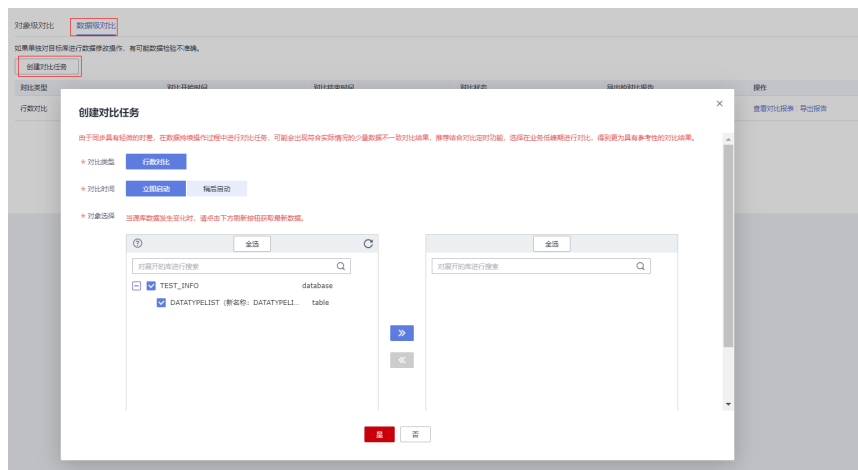 对象级对比 数据级对比
如果单独对目标库进行数据修改操作，有可能数据检验不准确。
创建对比任务
对比类型 对比开始时间 对比结束时间 对比状态 导出的对比报告 操作
行数对比 查看对比报表 导出报告
创建对比任务
由于同步具有轻微的时差，在数据持续操作过程中进行对比任务，可能会出现符合实际情况的少量数据不一致对比结果，推荐结合对比定时功能，选择在业务低峰期进行对比，得到更为具有参考性的对比结果。
* 对比类型 行数对比
* 对比时间 立即启动 稍后启动
* 对象选择 当源库数据发生变化时，请点击下方刷新按钮获取最新数据。
全选 全选
对展开的库进行搜索 对展开的库进行搜索
TEST_INFO database
DATATYPELIST（新名称：DATATYPELI... table
是 否